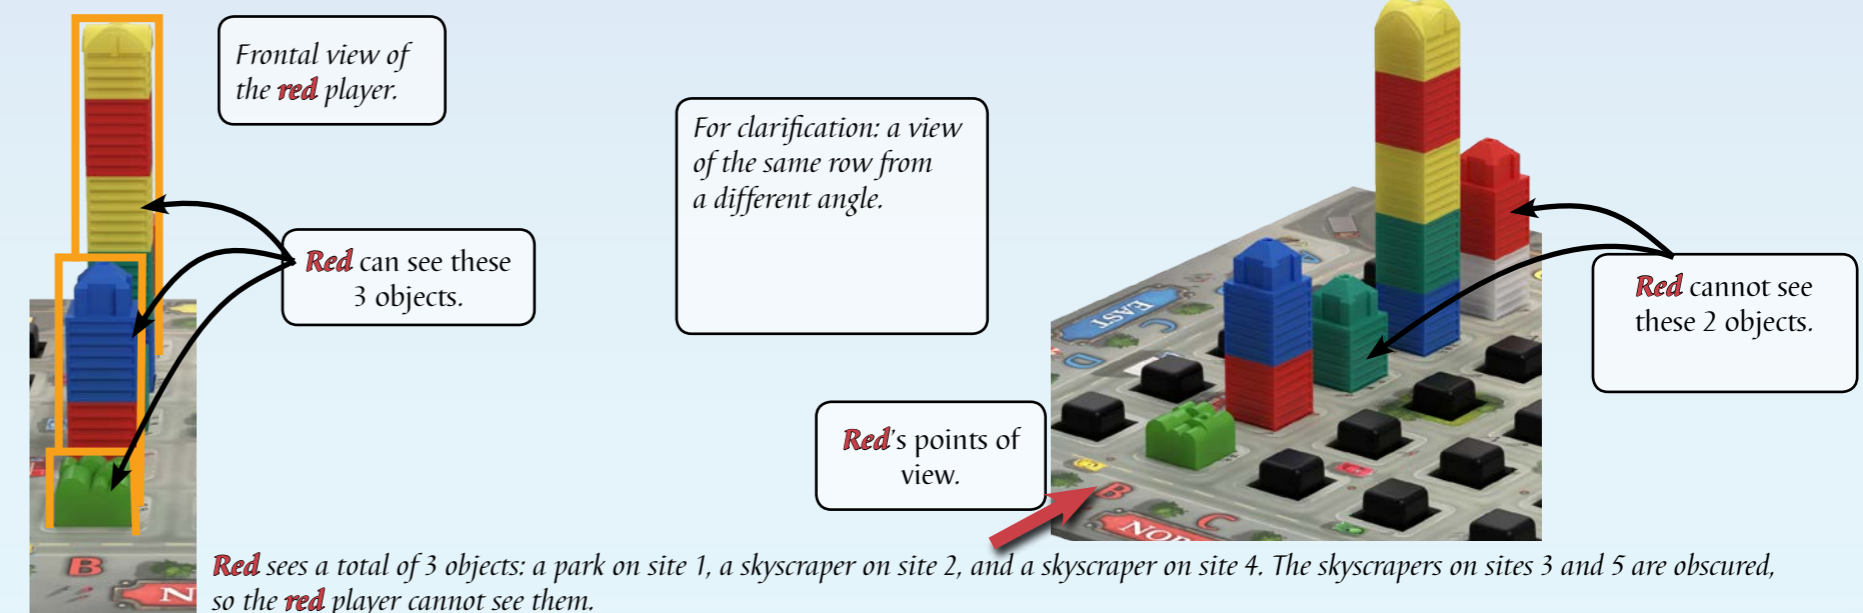 Frontal view of
the red player.
For clarification: a view
of the same row from
a different angle.
Red can see these
3 objects.
Red cannot see
these 2 objects.
Red's points of
view.
EAST
C
D
B
C
NOR
B
N
Red sees a total of 3 objects: a park on site 1, a skyscraper on site 2, and a skyscraper on site 4. The skyscrapers on sites 3 and 5 are obscured,
so the red player cannot see them.